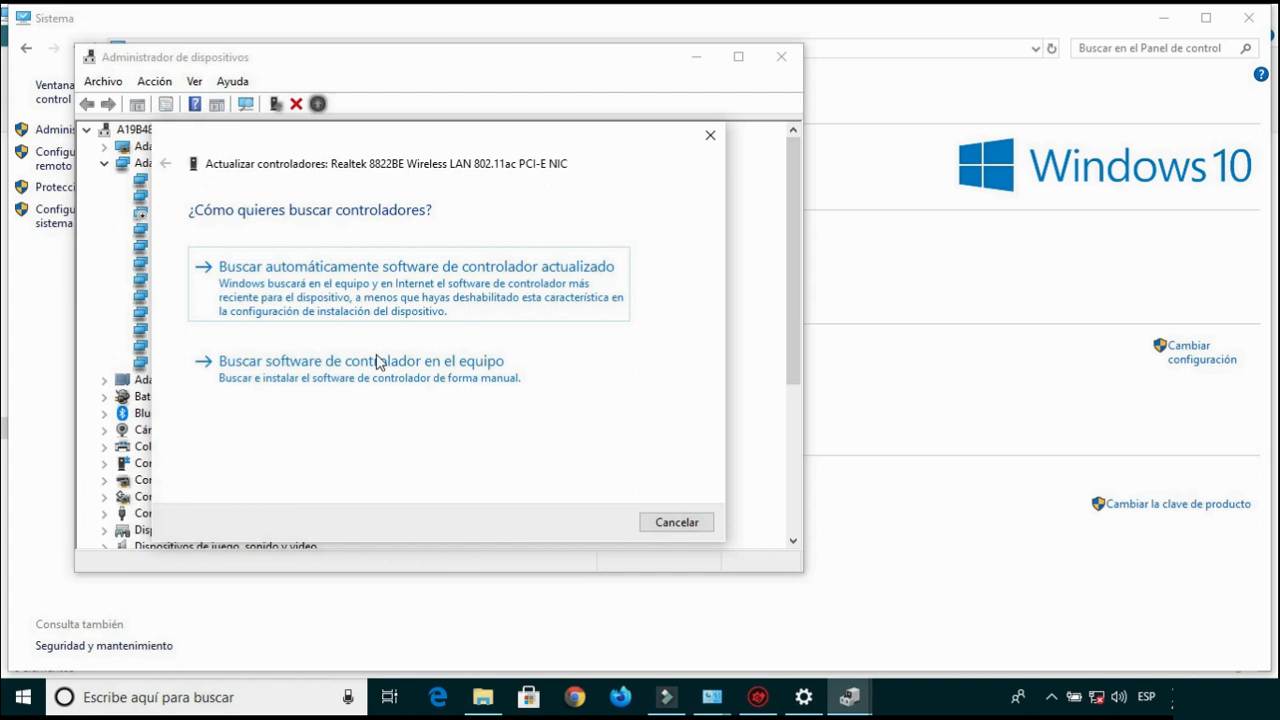 Sistema
Buscar en el Panel de control
Administrador de dispositivos
Archivo Acción Ver Ayuda
Ventana
control
Adminis
Configu
remoto
Protecci
Configu
sistema
A19B48
Ada
Ada
Actualizar controladores: Realtek 8822BE Wireless LAN 802.11ac PCI-E NIC
¿Cómo quieres buscar controladores?
Buscar automáticamente software de controlador actualizado
Windows buscará en el equipo y en Internet el software de controlador más
reciente para el dispositivo, a menos que hayas deshabilitado esta característica en
la configuración de instalación del dispositivo.
Buscar software de controlador en el equipo
Buscar e instalar el software de controlador de forma manual.
Cancelar
Ada
Bat
Blu
Cár
Col
Cor
Cor
Cor
Cor
Disp
Dispositivos de juego, sonido y video
Windows 10
Cambiar
configuración
Cambiar la clave de producto
Consulta también
Seguridad y mantenimiento
Escribe aquí para buscar
ESP